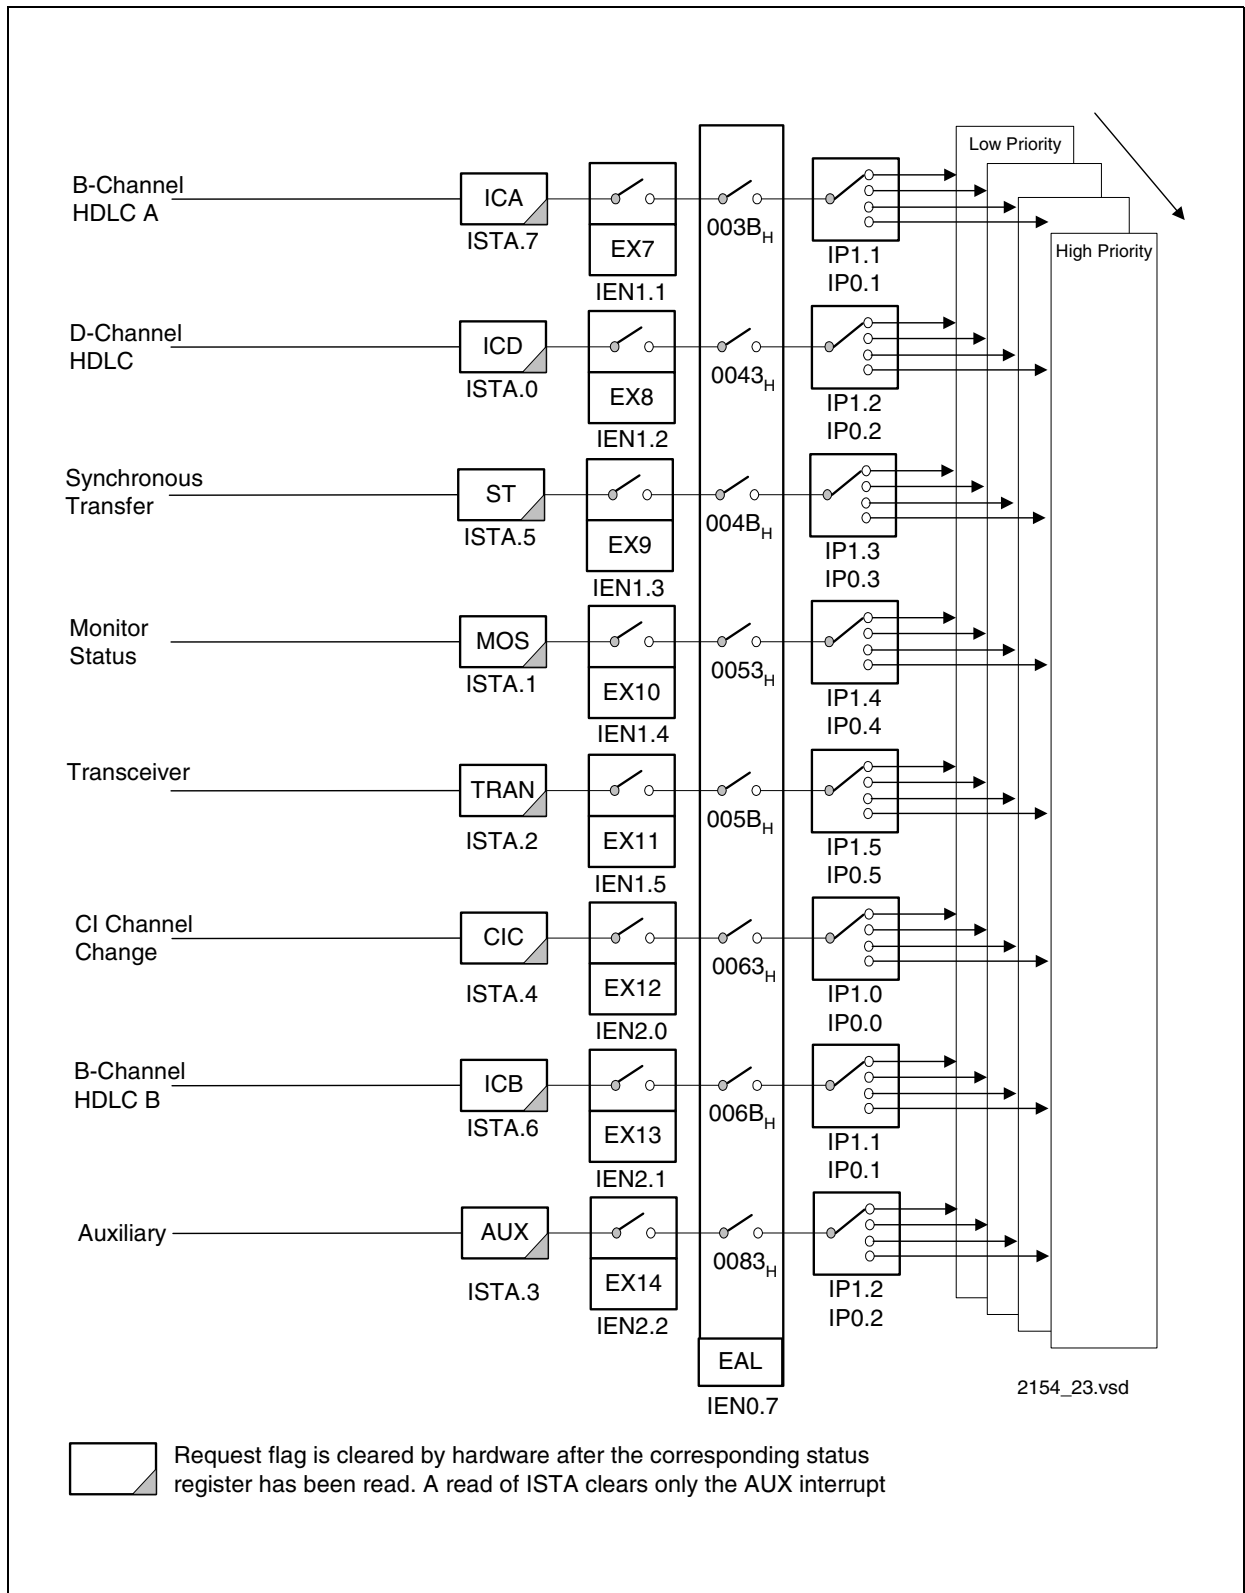 Low Priority
High Priority
B-Channel
HDLC A
ICA
ISTA.7
EX7
IEN1.1
003BH
IP1.1
IP0.1
D-Channel
HDLC
ICD
ISTA.0
EX8
IEN1.2
0043H
IP1.2
IP0.2
Synchronous
Transfer
ST
ISTA.5
EX9
IEN1.3
004BH
IP1.3
IP0.3
Monitor
Status
MOS
ISTA.1
EX10
IEN1.4
0053H
IP1.4
IP0.4
Transceiver
TRAN
ISTA.2
EX11
IEN1.5
005BH
IP1.5
IP0.5
CI Channel
Change
CIC
ISTA.4
EX12
IEN2.0
0063H
IP1.0
IP0.0
B-Channel
HDLC B
ICB
ISTA.6
EX13
IEN2.1
006BH
IP1.1
IP0.1
Auxiliary
AUX
ISTA.3
EX14
IEN2.2
0083H
IP1.2
IP0.2
EAL
IEN0.7
2154_23.vsd
Request flag is cleared by hardware after the corresponding status
register has been read. A read of ISTA clears only the AUX interrupt